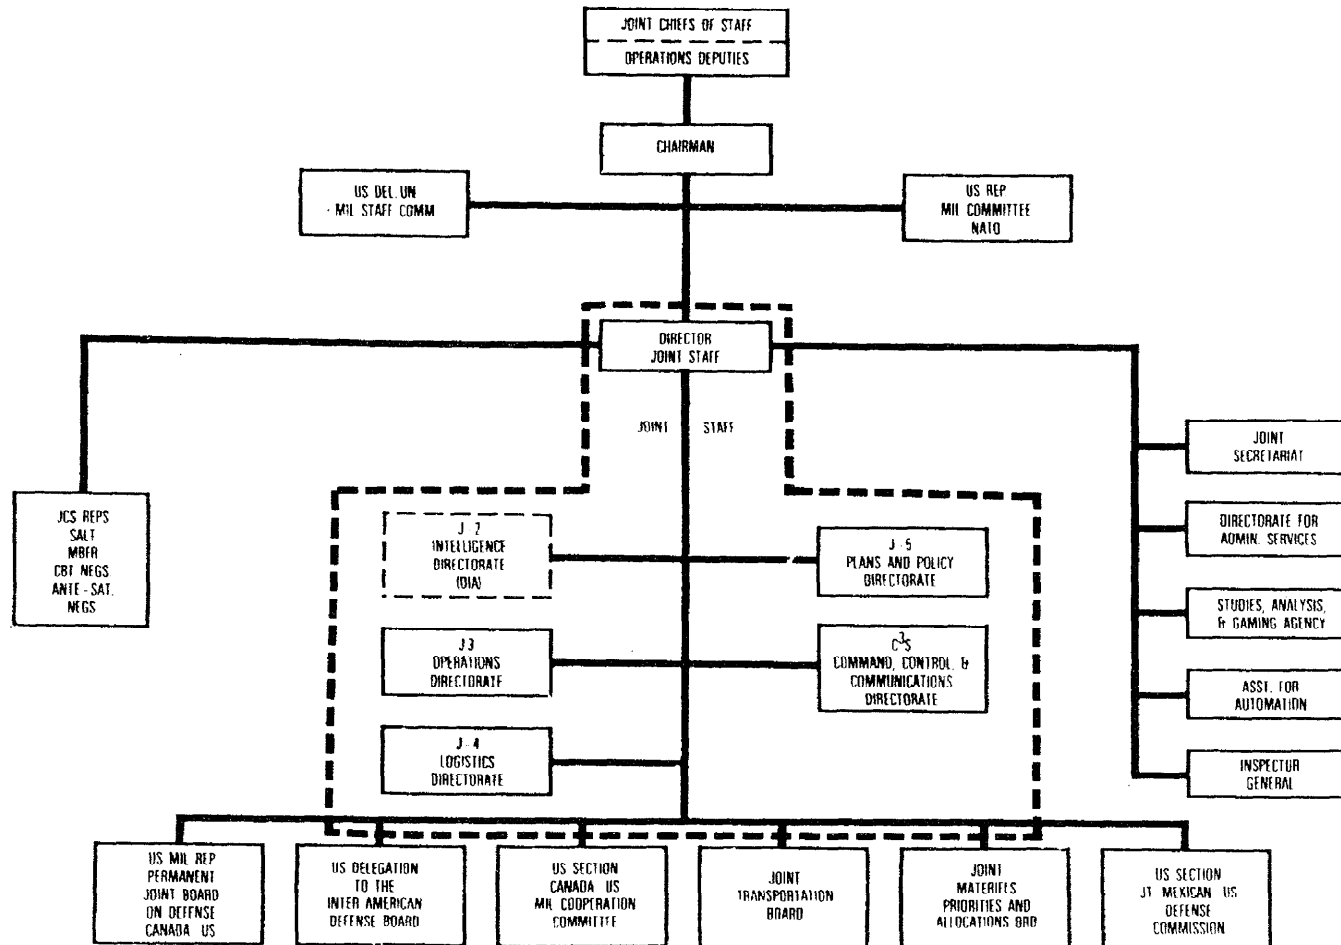 JOINT CHIEFS OF STAFF
OPERATIONS DEPUTIES
CHAIRMAN
US DEL. UN
- MIL STAFF COMM
US REP
MIL COMMITTEE
NATO
DIRECTOR
JOINT STAFF
JOINT STAFF
JCS REPS
SALT
MBFR
CBT NEGS
ANTE - SAT.
NEGS
J - 2
INTELLIGENCE
DIRECTORATE
(DIA)
J - 5
PLANS AND POLICY
DIRECTORATE
J 3
OPERATIONS
DIRECTORATE
C3S
COMMAND, CONTROL, &
COMMUNICATIONS
DIRECTORATE
J - 4
LOGISTICS
DIRECTORATE
JOINT
SECRETARIAT
DIRECTORATE FOR
ADMIN. SERVICES
STUDIES, ANALYSIS,
& GAMING AGENCY
ASST. FOR
AUTOMATION
INSPECTOR
GENERAL
US MIL REP
PERMANENT
JOINT BOARD
ON DEFENSE
CANADA US
US DELEGATION
TO THE
INTER AMERICAN
DEFENSE BOARD
US SECTION
CANADA US
MIL COOPERATION
COMMITTEE
JOINT
TRANSPORTATION
BOARD
JOINT
MATERIELS
PRIORITIES AND
ALLOCATIONS BRD
US SECTION
JT MEXICAN US
DEFENSE
COMMISSION